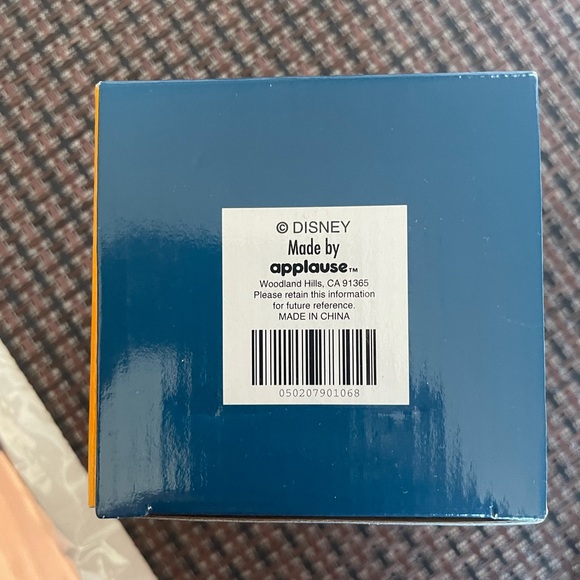 © DISNEY
Made by
applause™
Woodland Hills, CA 91365
Please retain this information
for future reference.
MADE IN CHINA
050207901068